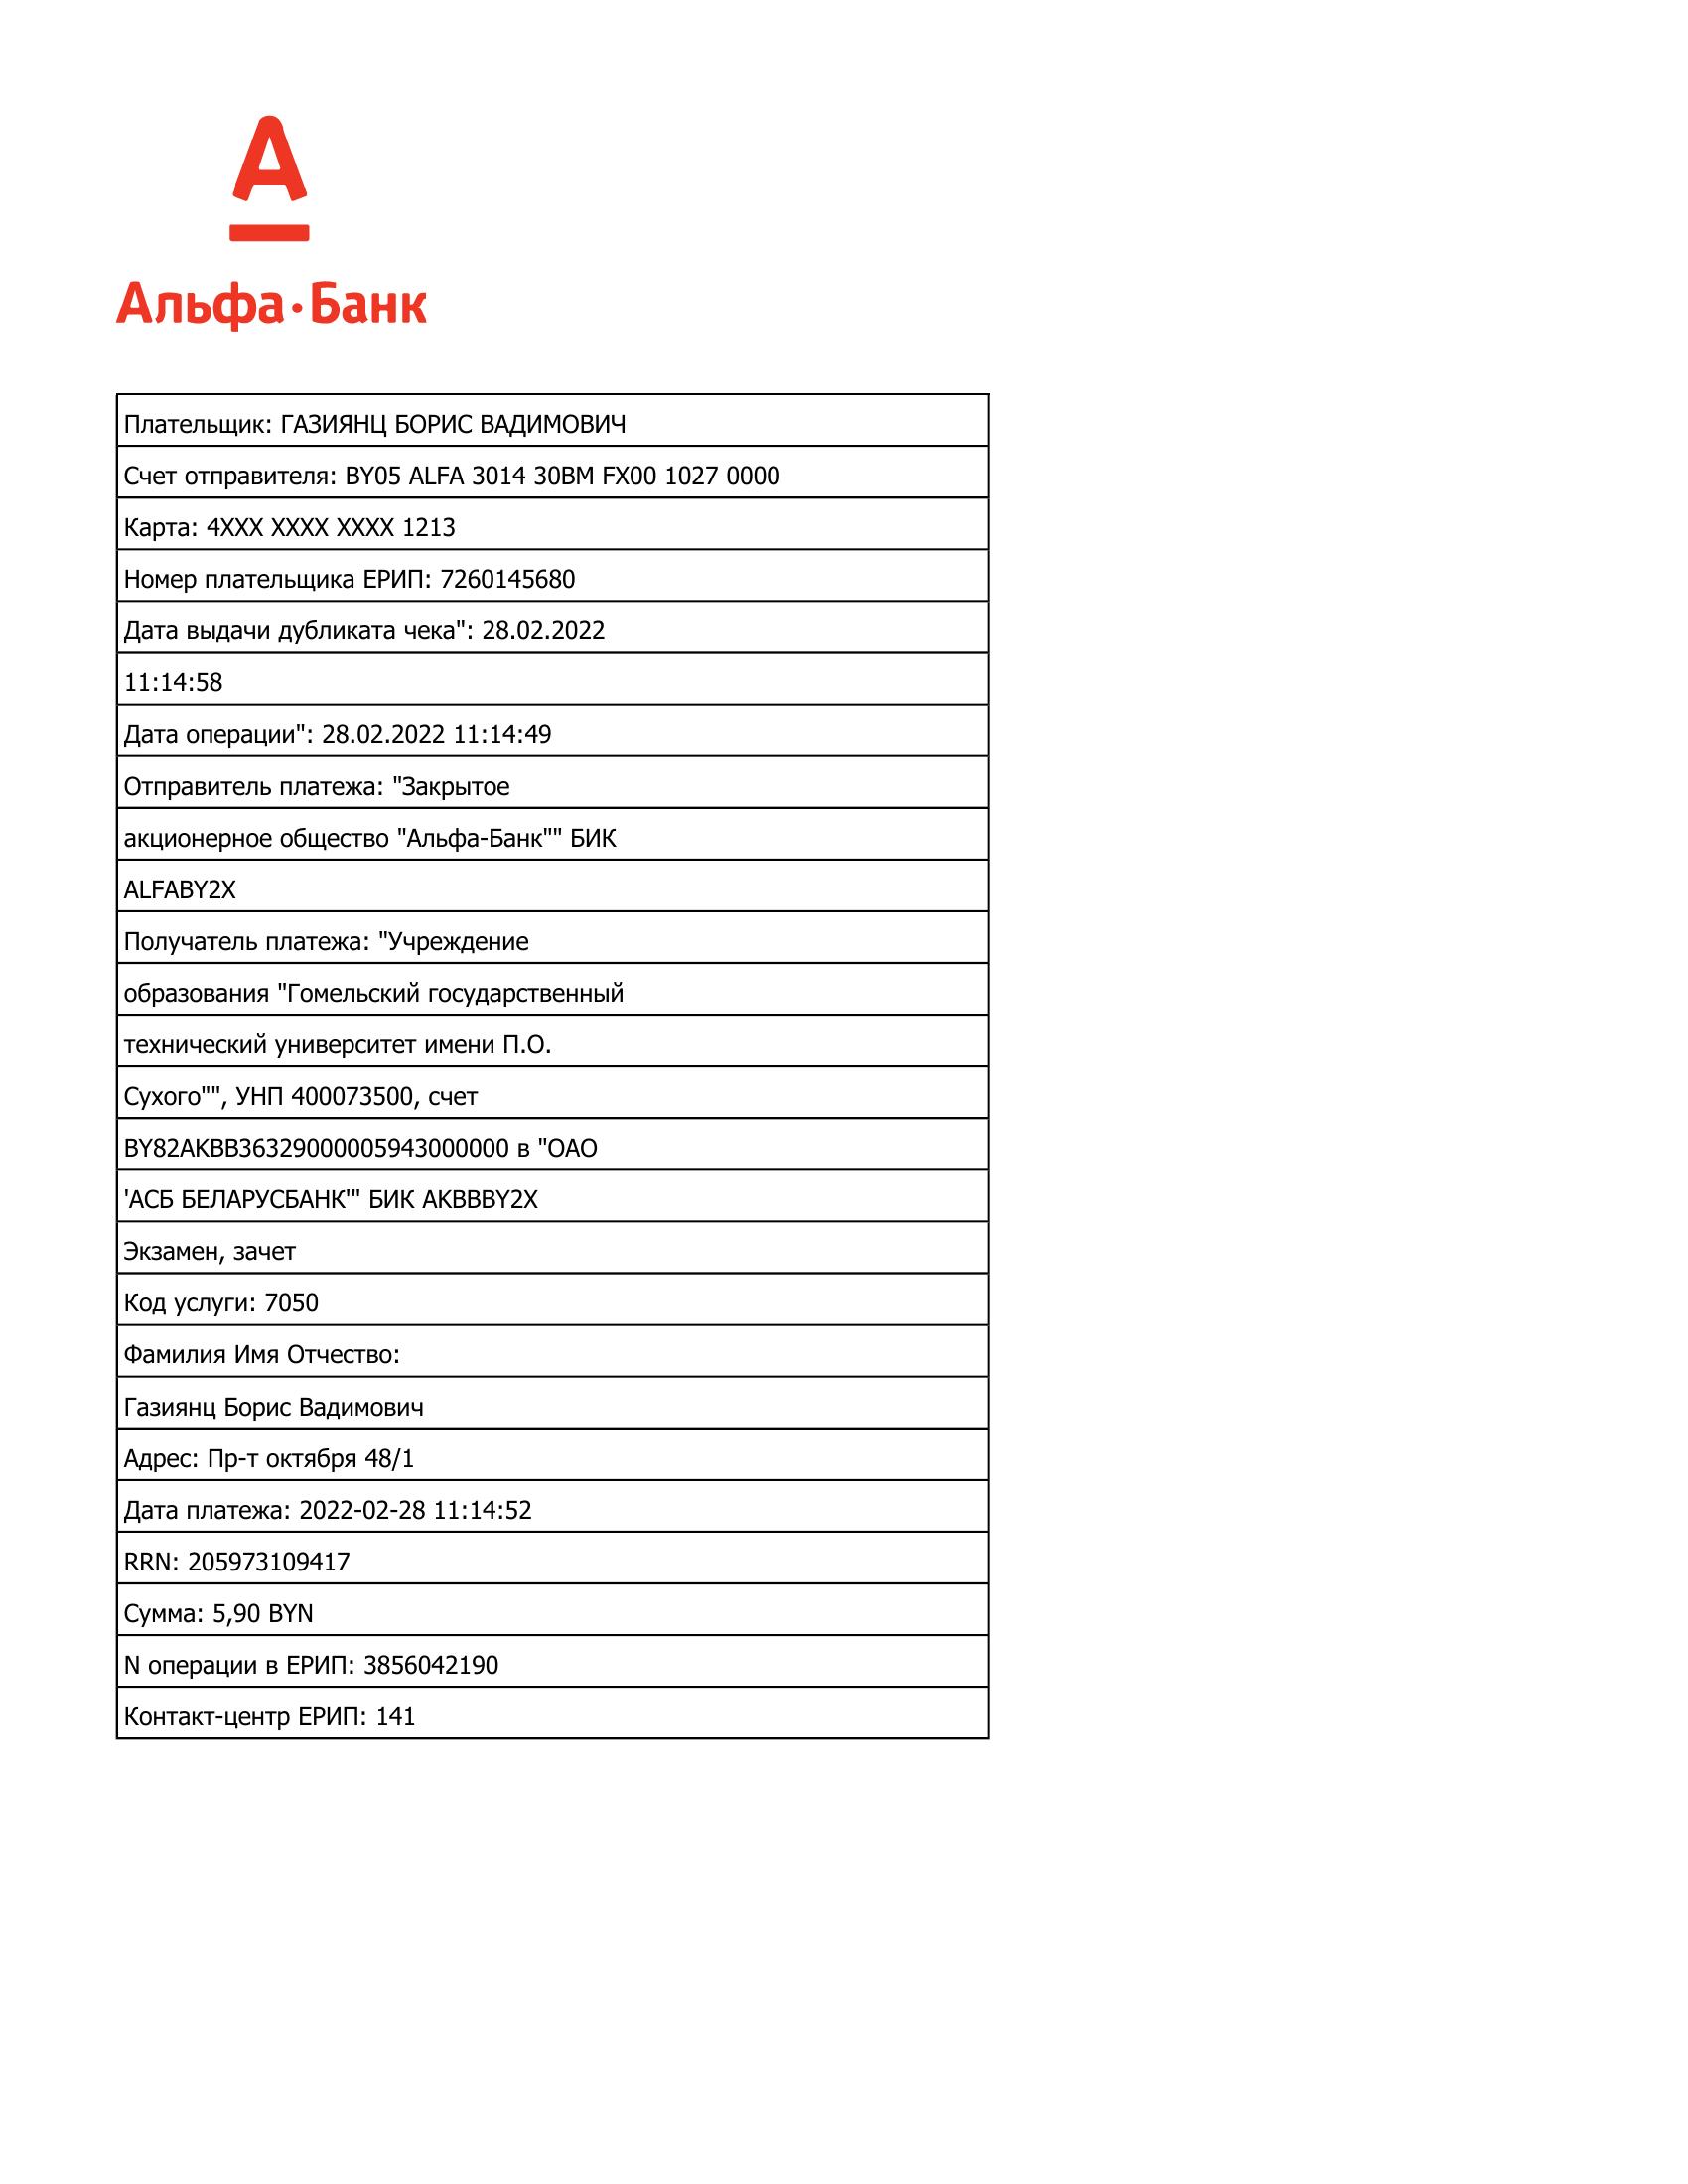 А
Альфа·Банк
Плательщик: ГАЗИЯНЦ БОРИС ВАДИМОВИЧ
Счет отправителя: BY05 ALFA 3014 30BM FX00 1027 0000
Карта: 4XXX XXXX XXXX 1213
Номер плательщика ЕРИП: 7260145680
Дата выдачи дубликата чека": 28.02.2022
11:14:58
Дата операции": 28.02.2022 11:14:49
Отправитель платежа: "Закрытое
акционерное общество "Альфа-Банк"" БИК
ALFABY2X
Получатель платежа: "Учреждение
образования "Гомельский государственный
технический университет имени П.О.
Сухого"", УНП 400073500, счет
BY82AKBB36329000005943000000 в "ОАО
'АСБ БЕЛАРУСБАНК'" БИК AKBBBY2X
Экзамен, зачет
Код услуги: 7050
Фамилия Имя Отчество:
Газиянц Борис Вадимович
Адрес: Пр-т октября 48/1
Дата платежа: 2022-02-28 11:14:52
RRN: 205973109417
Сумма: 5,90 BYN
N операции в ЕРИП: 3856042190
Контакт-центр ЕРИП: 141